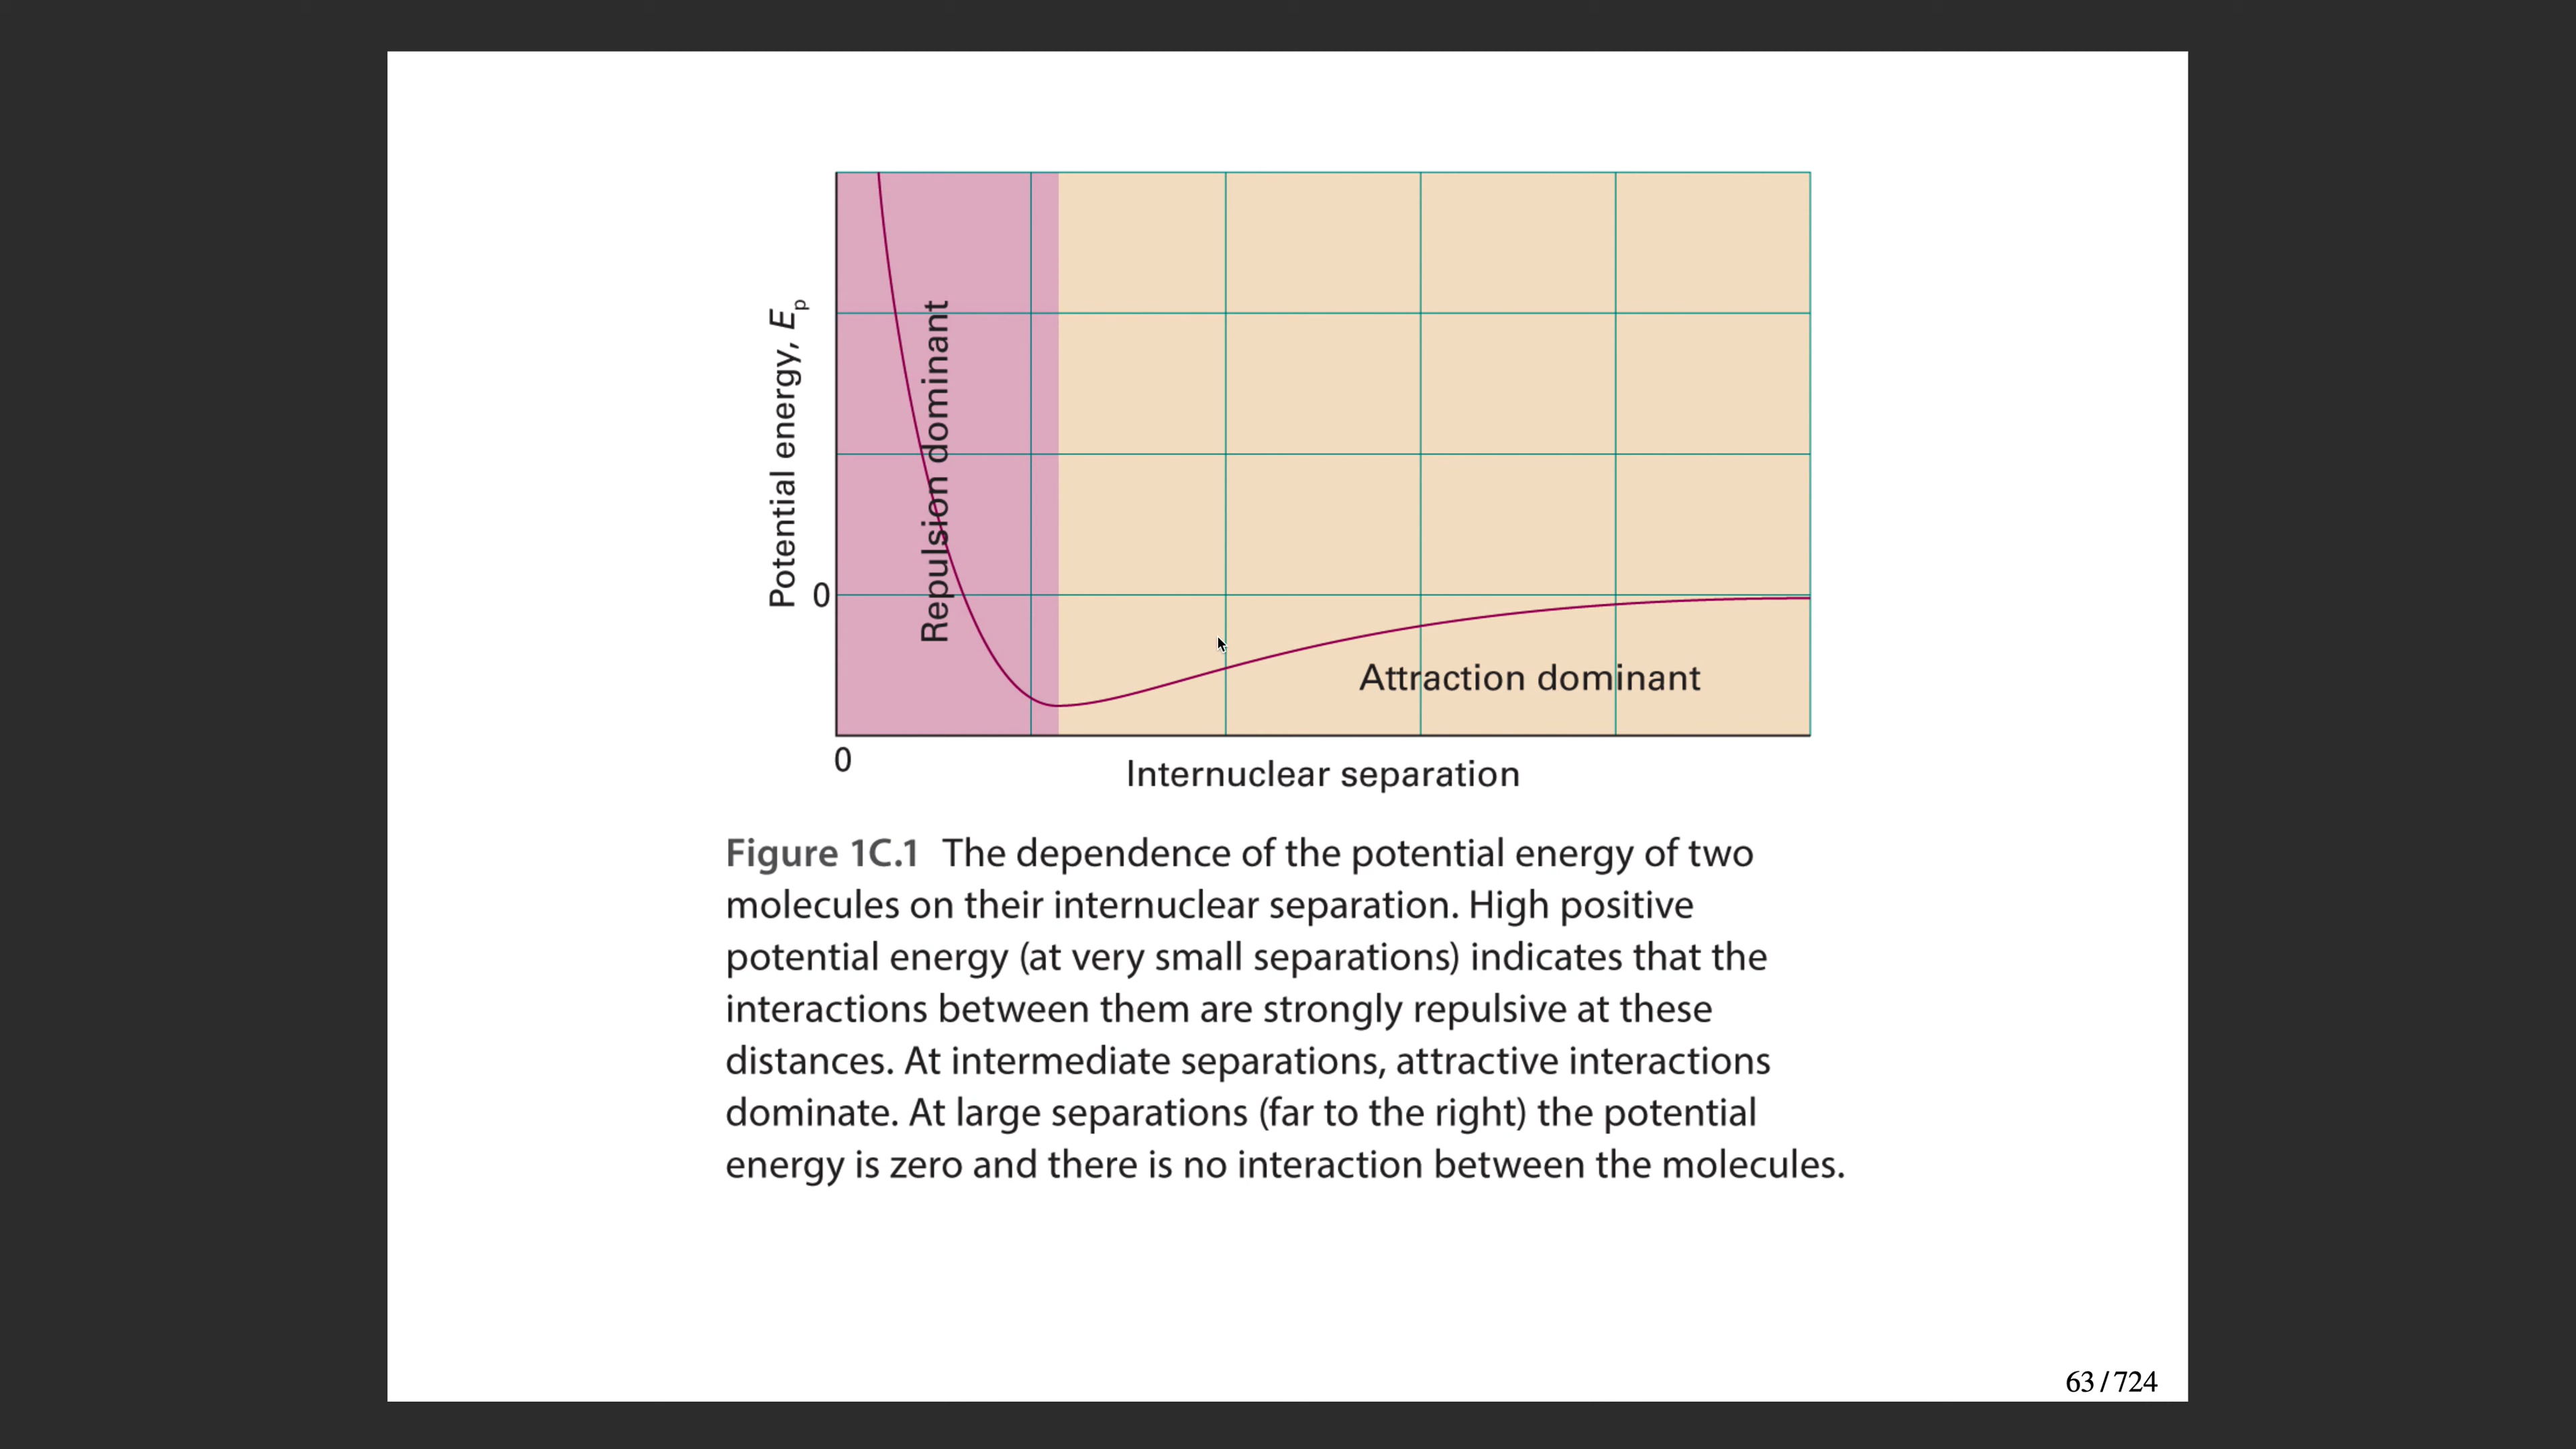 Potential energy, Ep
Repulsion dominant
0
Attraction dominant
0
Internuclear separation
Figure 1C.1 The dependence of the potential energy of two
molecules on their internuclear separation. High positive
potential energy (at very small separations) indicates that the
interactions between them are strongly repulsive at these
distances. At intermediate separations, attractive interactions
dominate. At large separations (far to the right) the potential
energy is zero and there is no interaction between the molecules.
63 / 724